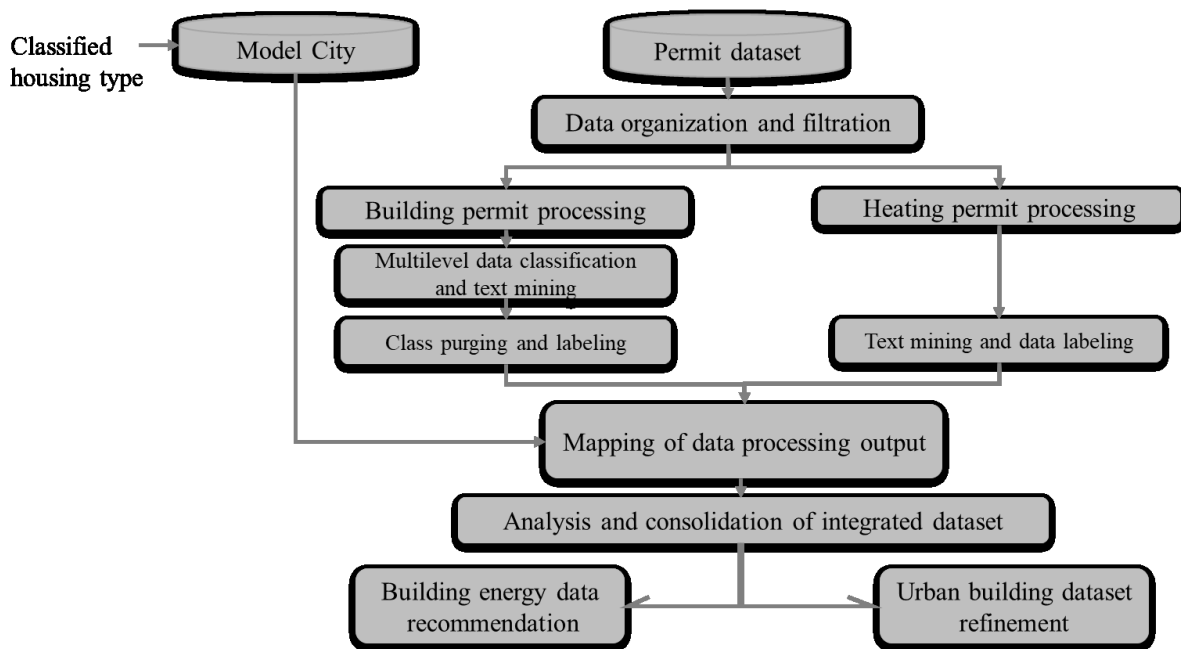 Classified
housing type
Model City
Permit dataset
Data organization and filtration
Building permit processing
Heating permit processing
Multilevel data classification
and text mining
Class purging and labeling
Text mining and data labeling
Mapping of data processing output
Analysis and consolidation of integrated dataset
Building energy data
recommendation
Urban building dataset
refinement